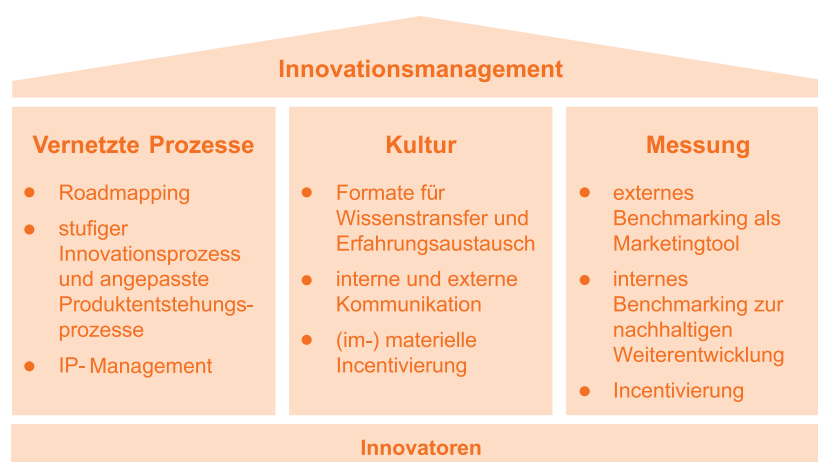 Innovationsmanagement
Vernetzte Prozesse
● Roadmapping
● stufiger
Innovationsprozess
und angepasste
Produktentstehungs-
prozesse
● IP- Management
Kultur
● Formate für
Wissenstransfer und
Erfahrungsaustausch
● interne und externe
Kommunikation
● (im-) materielle
Incentivierung
Messung
● externes
Benchmarking als
Marketingtool
● internes
Benchmarking zur
nachhaltigen
Weiterentwicklung
● Incentivierung
Innovatoren